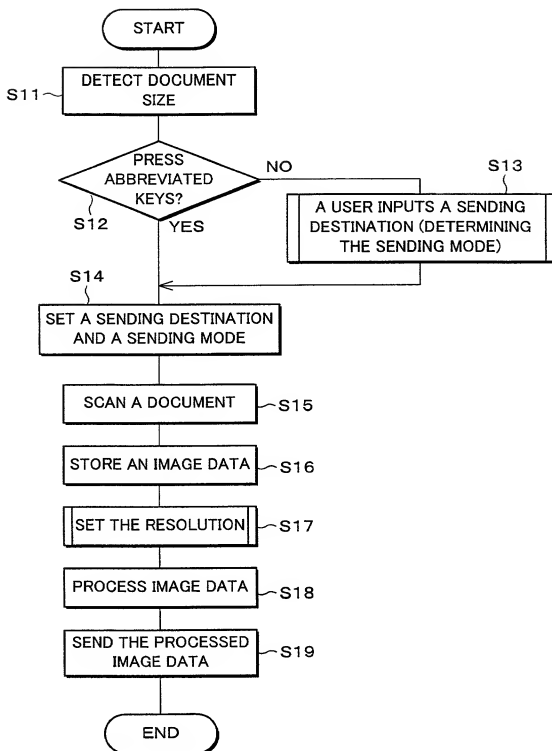 START
S11
DETECT DOCUMENT
SIZE
PRESS
ABBREVIATED
KEYS?
S12
NO
YES
S13
A USER INPUTS A SENDING
DESTINATION (DETERMINING
THE SENDING MODE)
S14
SET A SENDING DESTINATION
AND A SENDING MODE
SCAN A DOCUMENT
S15
STORE AN IMAGE DATA
S16
SET THE RESOLUTION
S17
PROCESS IMAGE DATA
S18
SEND THE PROCESSED
IMAGE DATA
S19
END